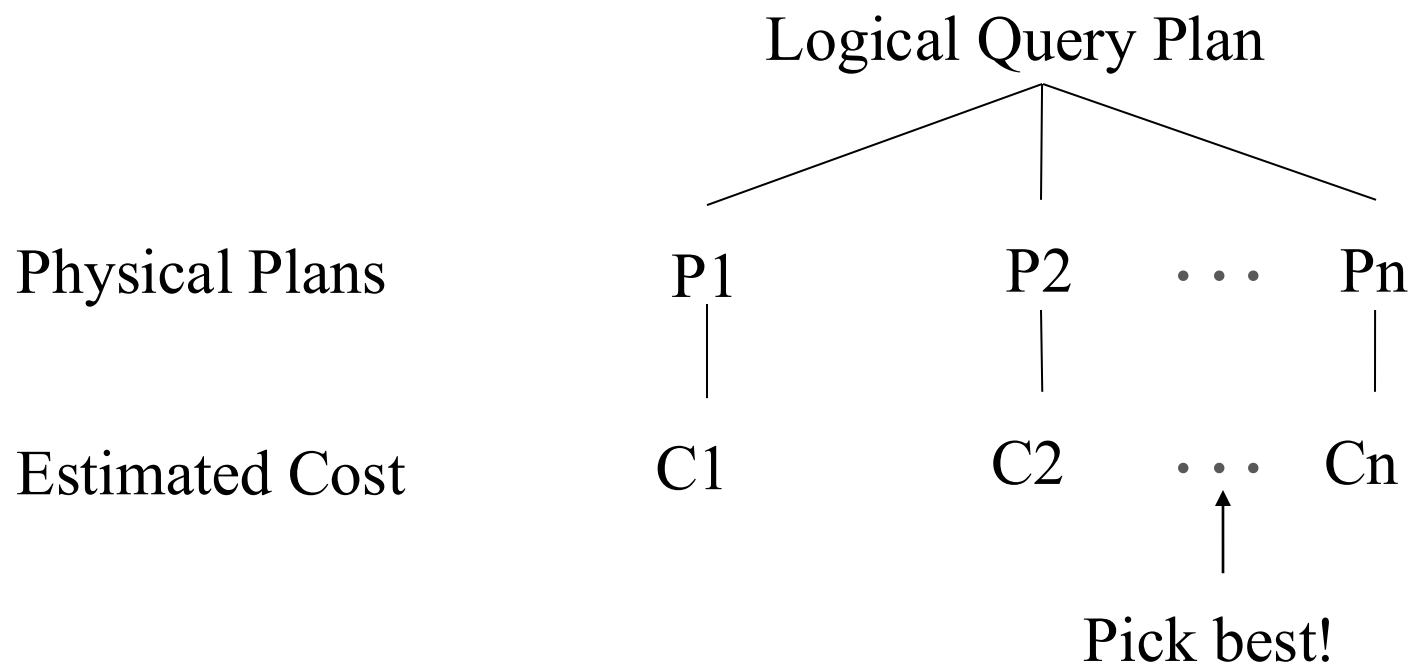 Logical Query Plan
Physical Plans P1 P2 • • • Pn
Estimated Cost C1 C2 • • • Cn
Pick best!